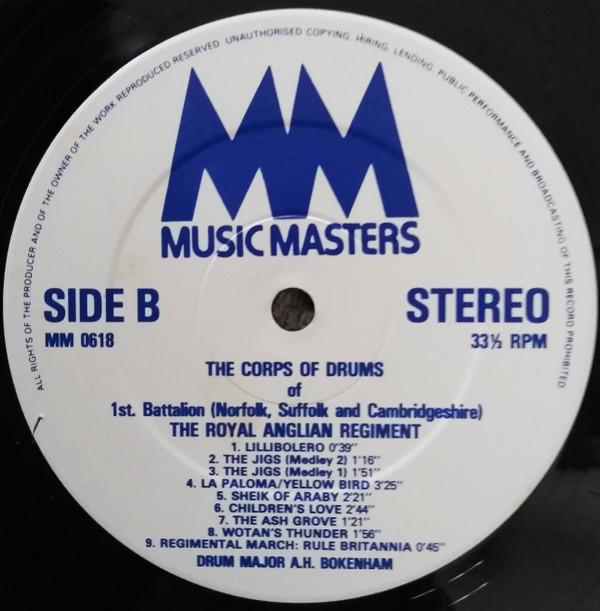 ALL RIGHTS OF THE PRODUCER AND OF THE OWNER OF THE WORK REPRODUCED RESERVED. UNAUTHORISED COPYING, HIRING, LENDING, PUBLIC PERFORMANCE AND BROADCASTING OF THIS RECORD PROHIBITED
MM
MUSIC MASTERS
SIDE B STEREO
MM 0618 33⅓ RPM
THE CORPS OF DRUMS
of
1st. Battalion (Norfolk, Suffolk and Cambridgeshire)
THE ROYAL ANGLIAN REGIMENT
1. LILLIBOLERO 0'39"
2. THE JIGS (Medley 2) 1'16"
3. THE JIGS (Medley 1) 1'51"
4. LA PALOMA/YELLOW BIRD 3'25"
5. SHEIK OF ARABY 2'21"
6. CHILDREN'S LOVE 2'44"
7. THE ASH GROVE 1'21"
8. WOTAN'S THUNDER 1'56"
9. REGIMENTAL MARCH: RULE BRITANNIA 0'45"
DRUM MAJOR A.H. BOKENHAM